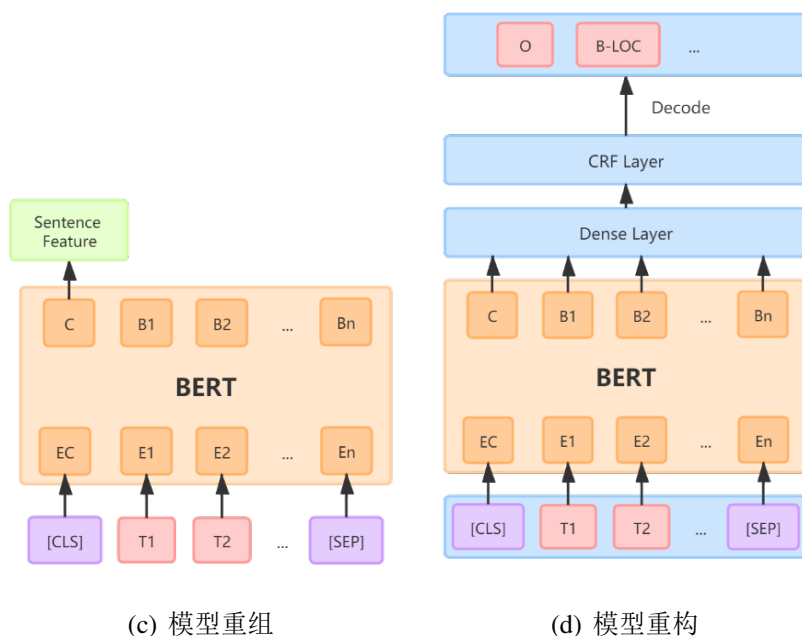 O B-LOC ...
Decode
CRF Layer
Dense Layer
Sentence
Feature
C B1 B2 ... Bn
BERT
EC E1 E2 ... En
[CLS] T1 T2 ... [SEP]
(c) 模型重组
C B1 B2 ... Bn
BERT
EC E1 E2 ... En
[CLS] T1 T2 ... [SEP]
(d) 模型重构